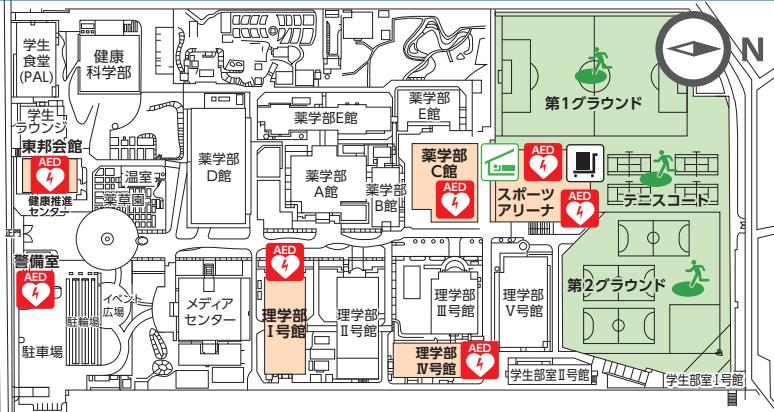 学生
食堂
(PAL)
健康
科学部
N
第1グラウンド
学生
ラウンジ
薬学部E館
薬学部
E館
東邦会館
AED
健康推進
センター
温室
薬草園
薬学部
D館
薬学部
A館
薬学部
B館
薬学部
C館
AED
AED
スポーツ
アリーナ
AED
テニスコート
正門
警備室
AED
イベント
広場
駐輪場
駐車場
メディア
センター
AED
理学部
Ⅰ号館
理学部
Ⅱ号館
理学部
Ⅲ号館
理学部
Ⅳ号館
AED
理学部
Ⅴ号館
第2グラウンド
学生部室Ⅱ号館
学生部室Ⅰ号館